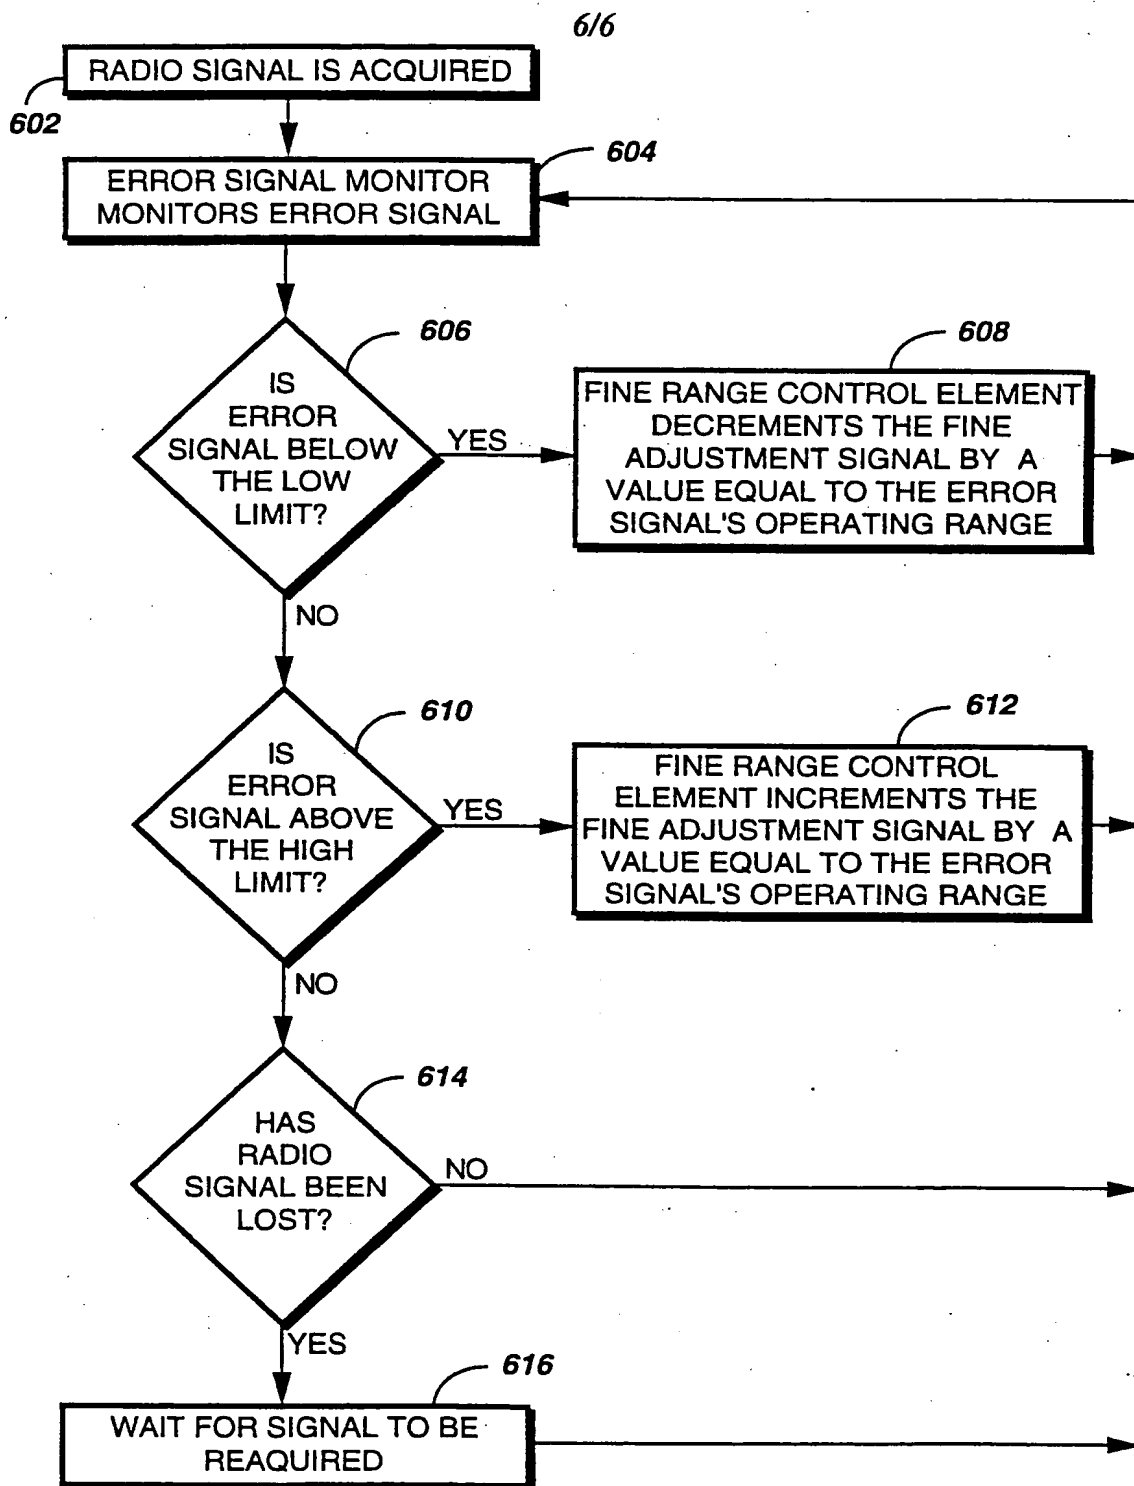 6/6
RADIO SIGNAL IS ACQUIRED
602
604
ERROR SIGNAL MONITOR
MONITORS ERROR SIGNAL
606
IS
ERROR
SIGNAL BELOW
THE LOW
LIMIT?
YES
608
FINE RANGE CONTROL ELEMENT
DECREMENTS THE FINE
ADJUSTMENT SIGNAL BY A
VALUE EQUAL TO THE ERROR
SIGNAL'S OPERATING RANGE
NO
610
IS
ERROR
SIGNAL ABOVE
THE HIGH
LIMIT?
YES
612
FINE RANGE CONTROL
ELEMENT INCREMENTS THE
FINE ADJUSTMENT SIGNAL BY A
VALUE EQUAL TO THE ERROR
SIGNAL'S OPERATING RANGE
NO
614
HAS
RADIO
SIGNAL BEEN
LOST?
NO
YES
616
WAIT FOR SIGNAL TO BE
REAQUIRED